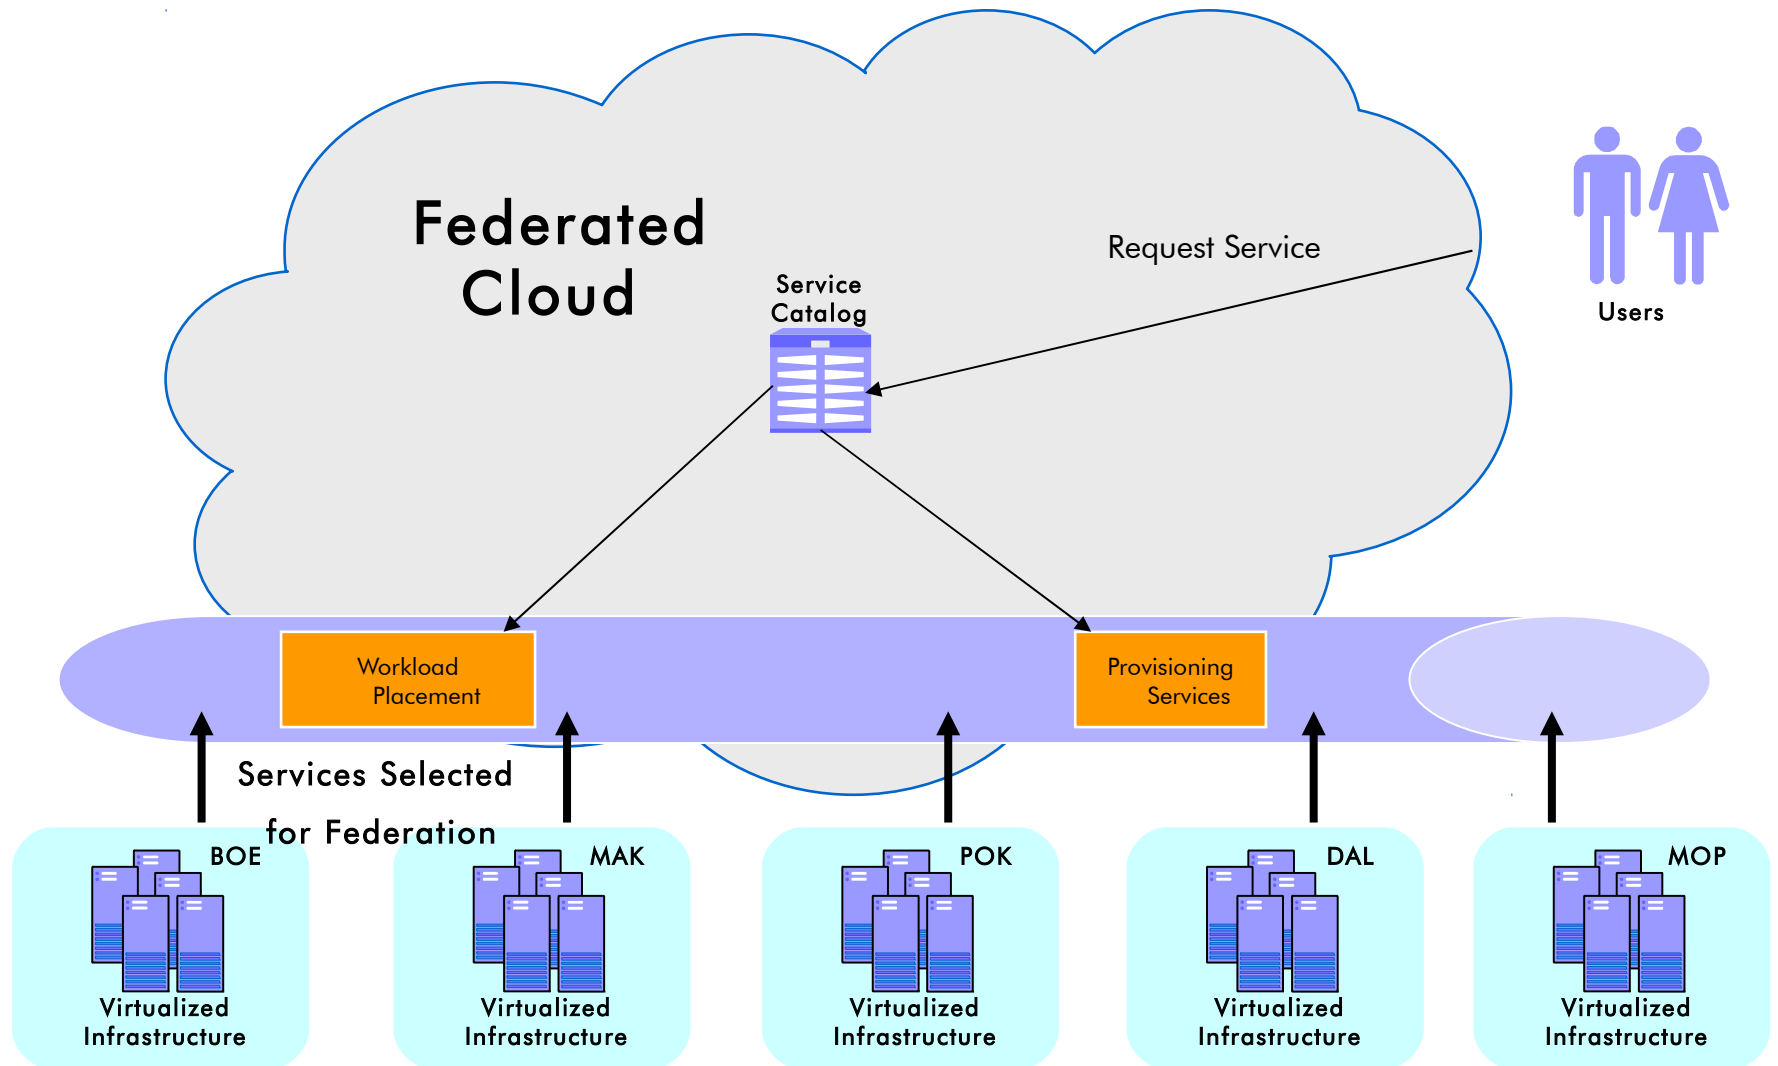 Federated
Cloud
Request Service
Service
Catalog
Users
Workload
Placement
Provisioning
Services
Services Selected
for Federation
BOE
MAK
POK
DAL
MOP
Virtualized
Infrastructure
Virtualized
Infrastructure
Virtualized
Infrastructure
Virtualized
Infrastructure
Virtualized
Infrastructure